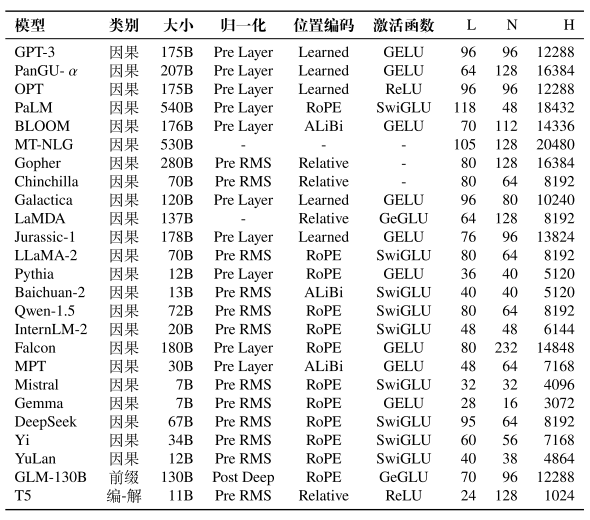 模型 类别 大小 归一化 位置编码 激活函数 L N H
GPT-3 因果 175B Pre Layer Learned GELU 96 96 12288
PanGU- α 因果 207B Pre Layer Learned GELU 64 128 16384
OPT 因果 175B Pre Layer Learned ReLU 96 96 12288
PaLM 因果 540B Pre Layer RoPE SwiGLU 118 48 18432
BLOOM 因果 176B Pre Layer ALiBi GELU 70 112 14336
MT-NLG 因果 530B - - - 105 128 20480
Gopher 因果 280B Pre RMS Relative - 80 128 16384
Chinchilla 因果 70B Pre RMS Relative - 80 64 8192
Galactica 因果 120B Pre Layer Learned GELU 96 80 10240
LaMDA 因果 137B - Relative GeGLU 64 128 8192
Jurassic-1 因果 178B Pre Layer Learned GELU 76 96 13824
LLaMA-2 因果 70B Pre RMS RoPE SwiGLU 80 64 8192
Pythia 因果 12B Pre Layer RoPE GELU 36 40 5120
Baichuan-2 因果 13B Pre RMS ALiBi SwiGLU 40 40 5120
Qwen-1.5 因果 72B Pre RMS RoPE SwiGLU 80 64 8192
InternLM-2 因果 20B Pre RMS RoPE SwiGLU 48 48 6144
Falcon 因果 180B Pre Layer RoPE GELU 80 232 14848
MPT 因果 30B Pre Layer ALiBi GELU 48 64 7168
Mistral 因果 7B Pre RMS RoPE SwiGLU 32 32 4096
Gemma 因果 7B Pre RMS RoPE GELU 28 16 3072
DeepSeek 因果 67B Pre RMS RoPE SwiGLU 95 64 8192
Yi 因果 34B Pre RMS RoPE SwiGLU 60 56 7168
YuLan 因果 12B Pre RMS RoPE SwiGLU 40 38 4864
GLM-130B 前缀 130B Post Deep RoPE GeGLU 70 96 12288
T5 编-解 11B Pre RMS Relative ReLU 24 128 1024